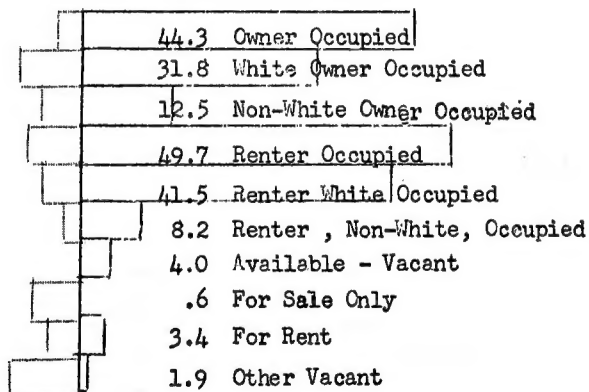 44.3 Owner Occupied
31.8 White Owner Occupied
12.5 Non-White Owner Occupied
49.7 Renter Occupied
41.5 Renter White Occupied
8.2 Renter , Non-White, Occupied
4.0 Available - Vacant
.6 For Sale Only
3.4 For Rent
1.9 Other Vacant